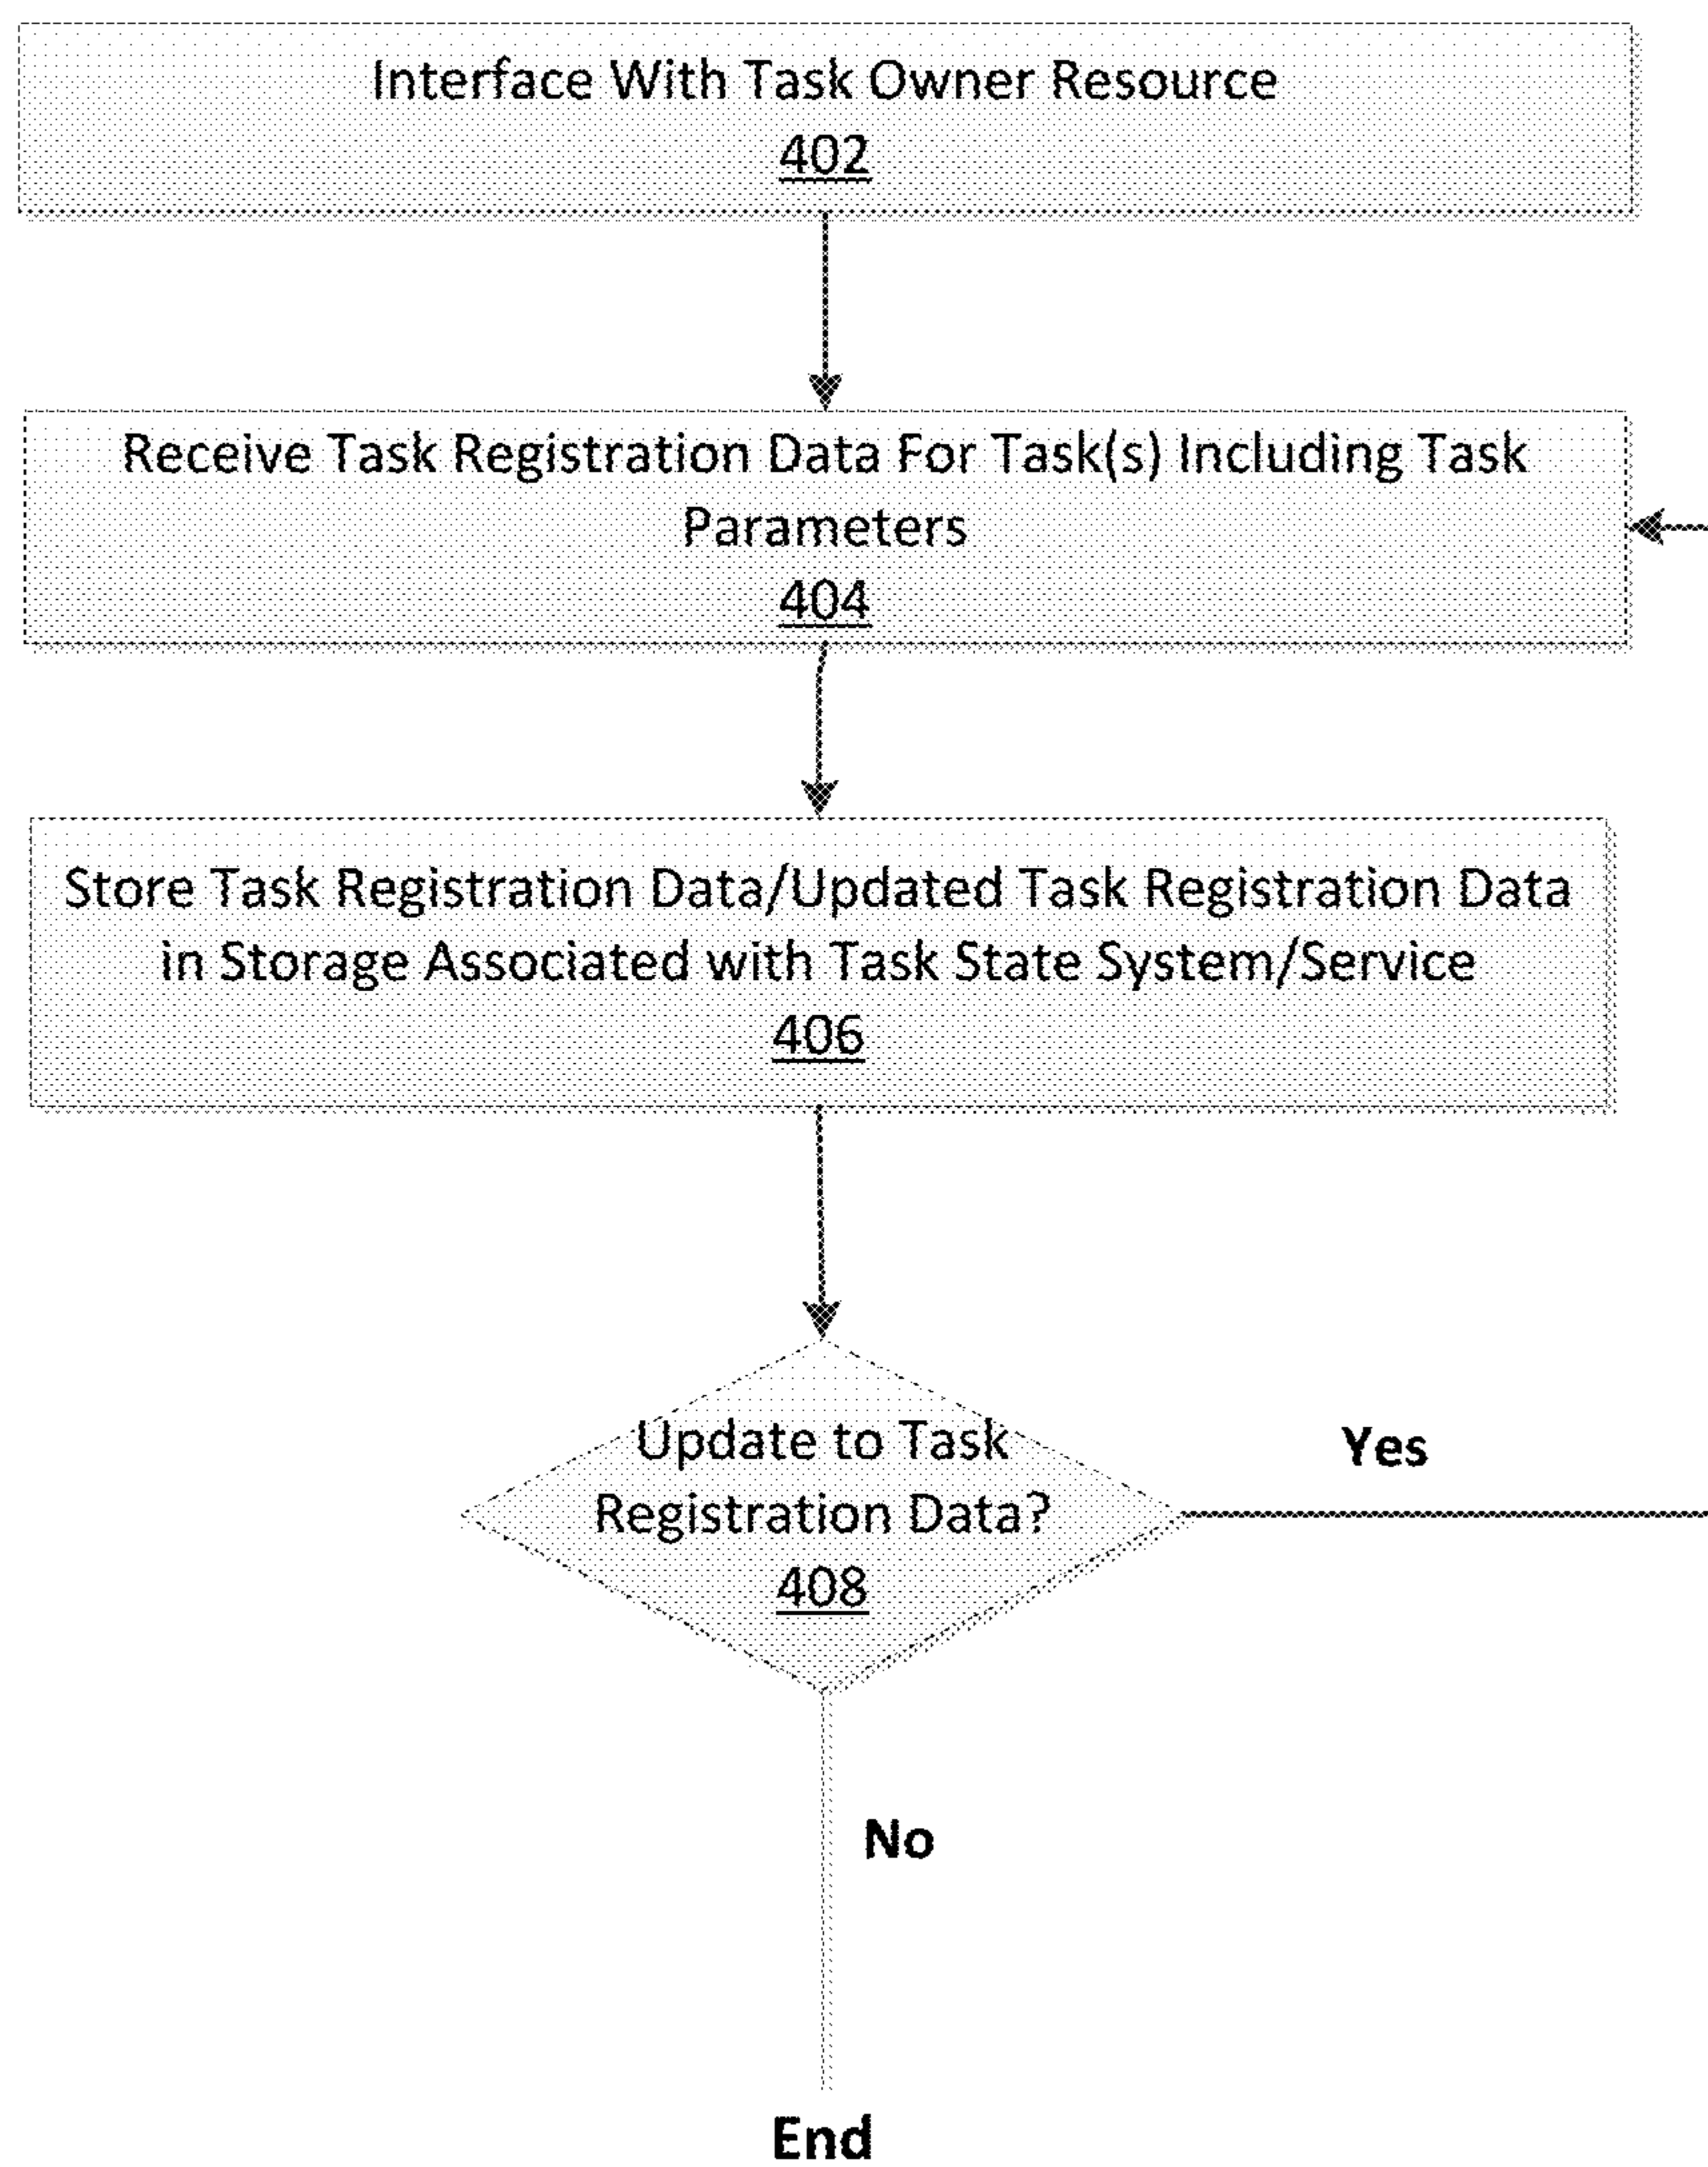 Interface With Task Owner Resource
402
Receive Task Registration Data For Task(s) Including Task
Parameters
404
Store Task Registration Data/Updated Task Registration Data
in Storage Associated with Task State System/Service
406
Update to Task
Registration Data?
408
Yes
No
End